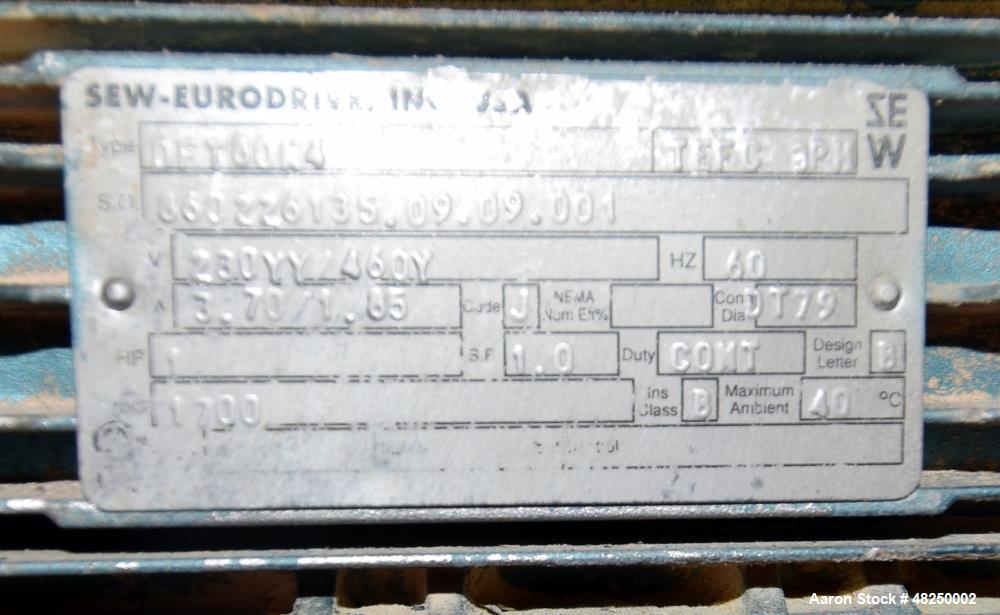 SEW-EURODRIVE, INC. USA
SEW
Type DFT80K4 TEFC 3PH
S.O. 860226135.09.09.001
V 230YY/460Y HZ 60
A 3.70/1.85 Code J NEMA Nom Eff% Conn Dia DT79
HP 1 S.F. 1.0 Duty CONT Design Letter B
1700 Ins Class B Maximum Ambient 40 °C
Aaron Stock # 48250002